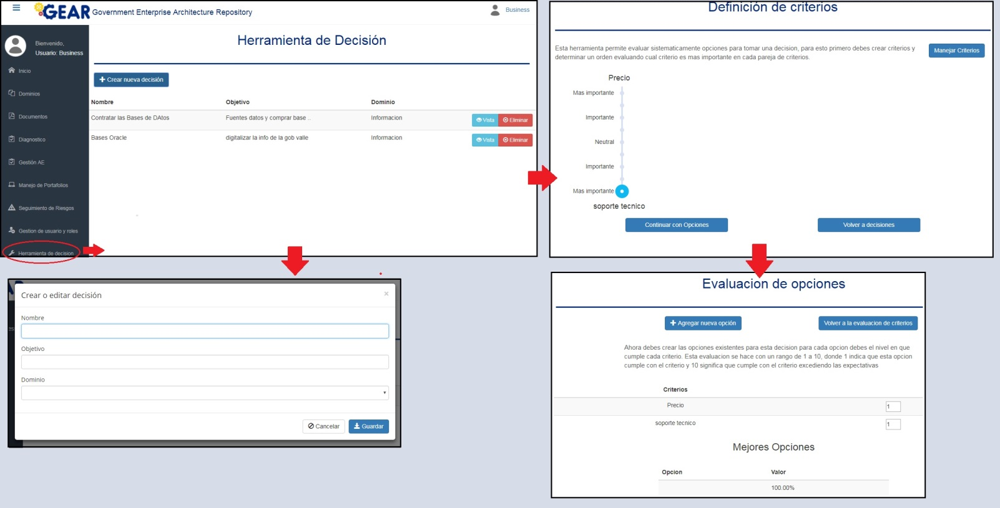 GEAR Government Enterprise Architecture Repository
Business
Bienvenido,
Usuario: Business
Inicio
Dominios
Documentos
Diagnostico
Gestión AE
Manejo de Portafolios
Seguimiento de Riesgos
Gestion de usuario y roles
Herramienta de decision
Herramienta de Decisión
+ Crear nueva decisión
Nombre Objetivo Dominio
Contratar las Bases de DAtos Fuentes datos y comprar base .. Informacion Vista Eliminar
Bases Oracle digitalizar la info de la gob valle Informacion Vista Eliminar
Definición de criterios
Esta herramienta permite evaluar sistematicamente opciones para tomar una decision, para esto primero debes crear criterios y
determinar un orden evaluando cual criterio es mas importante en cada pareja de criterios.
Manejar Criterios
Precio
Mas importante
Importante
Neutral
Importante
Mas importante
soporte tecnico
Continuar con Opciones Volver a decisiones
Crear o editar decisión ×
Nombre
Objetivo
Dominio
Cancelar Guardar
Evaluacion de opciones
+ Agregar nueva opción Volver a la evaluacion de criterios
Ahora debes crear las opciones existentes para esta decision para cada opcion debes el nivel en que
cumple cada criterio. Esta evaluacion se hace con un rango de 1 a 10, donde 1 indica que esta opcion
cumple con el criterio y 10 significa que cumple con el criterio excediendo las expectativas
Criterios
Precio 1
soporte tecnico 1
Mejores Opciones
Opcion Valor
100.00%